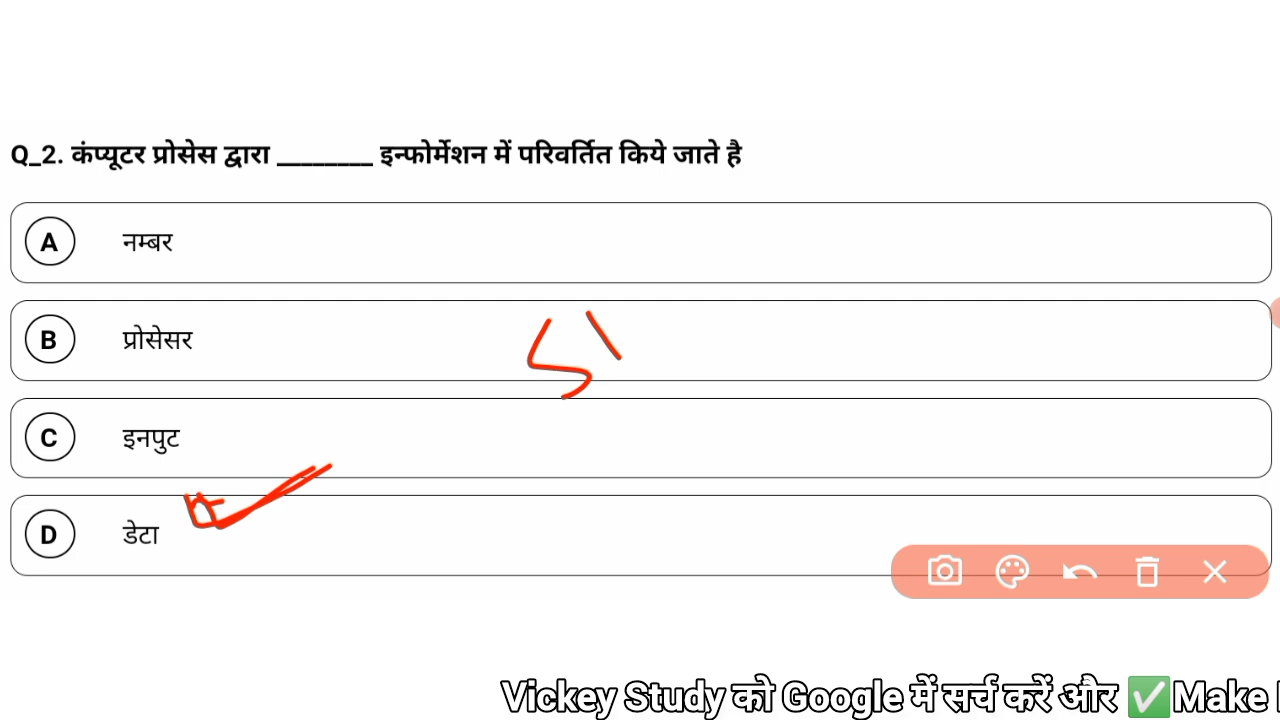 Q_2. कंप्यूटर प्रोसेस द्वारा ________ इन्फोर्मेशन में परिवर्तित किये जाते है
A नम्बर
B प्रोसेसर
C इनपुट
D डेटा
Vickey Study को Google में सर्च करें और ✅Make